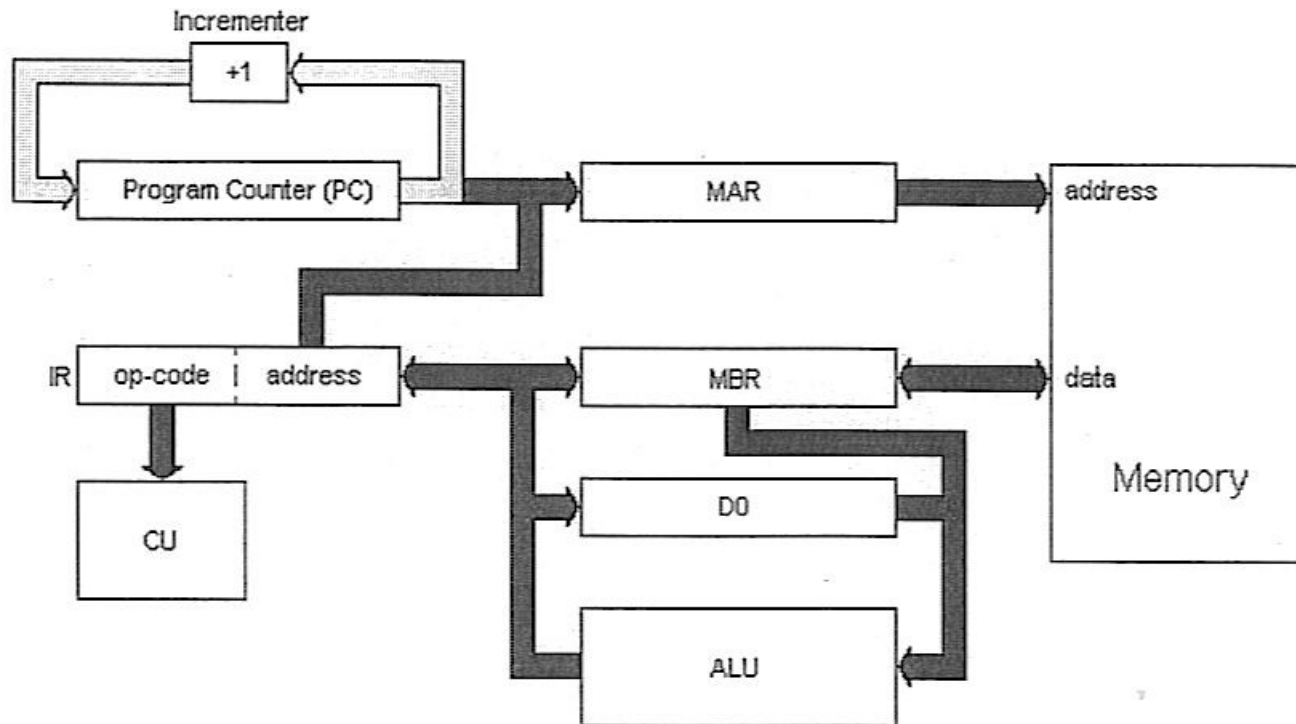 Incrementer
+1
Program Counter (PC)
MAR
address
IR
op-code
address
MBR
data
Memory
CU
D0
ALU